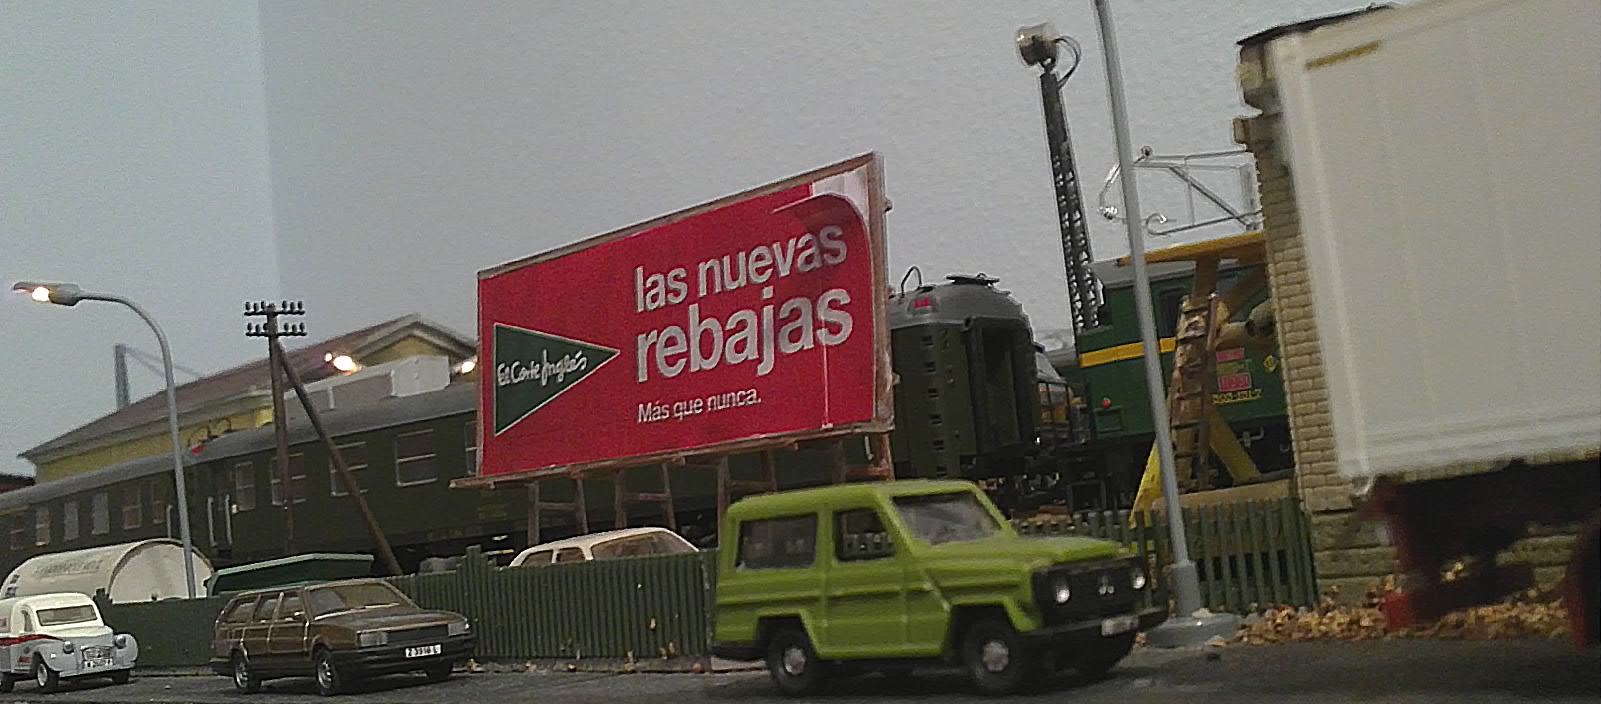 las nuevas
rebajas
El Corte Inglés
Más que nunca.